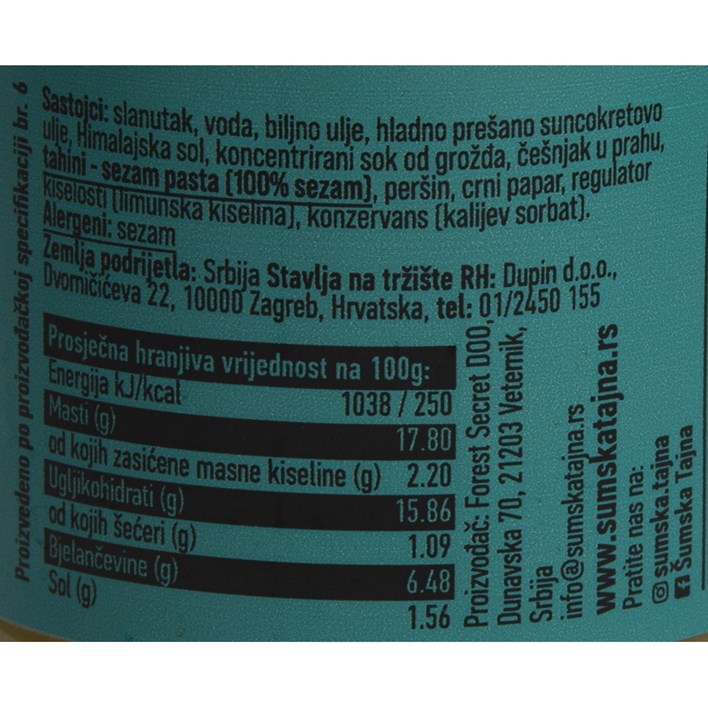 Proizvedeno po proizvođačkoj specifikaciji br. 6
Sastojci: slanutak, voda, biljno ulje, hladno prešano suncokretovo
ulje, Himalajska sol, koncentrirani sok od grožđa, češnjak u prahu,
tahini - sezam pasta (100% sezam), peršin, crni papar, regulator
kiselosti (limunska kiselina), konzervans (kalijev sorbat).
Alergeni: sezam
Zemlja podrijetla: Srbija Stavlja na tržište RH: Dupin d.o.o.,
Dvorničićeva 22, 10000 Zagreb, Hrvatska, tel: 01/2450 155
Prosječna hranjiva vrijednost na 100g:
Energija kJ/kcal 1038 / 250
Masti (g) 17.80
od kojih zasićene masne kiseline (g) 2.20
Ugljikohidrati (g) 15.86
od kojih šećeri (g) 1.09
Bjelančevine (g) 6.48
Sol (g) 1.56
Proizvođač: Forest Secret DOO,
Dunavska 70, 21203 Veternik,
Srbija
info@sumskatajna.rs
www.sumskatajna.rs
Pratite nas na:
sumska.tajna
Šumska Tajna